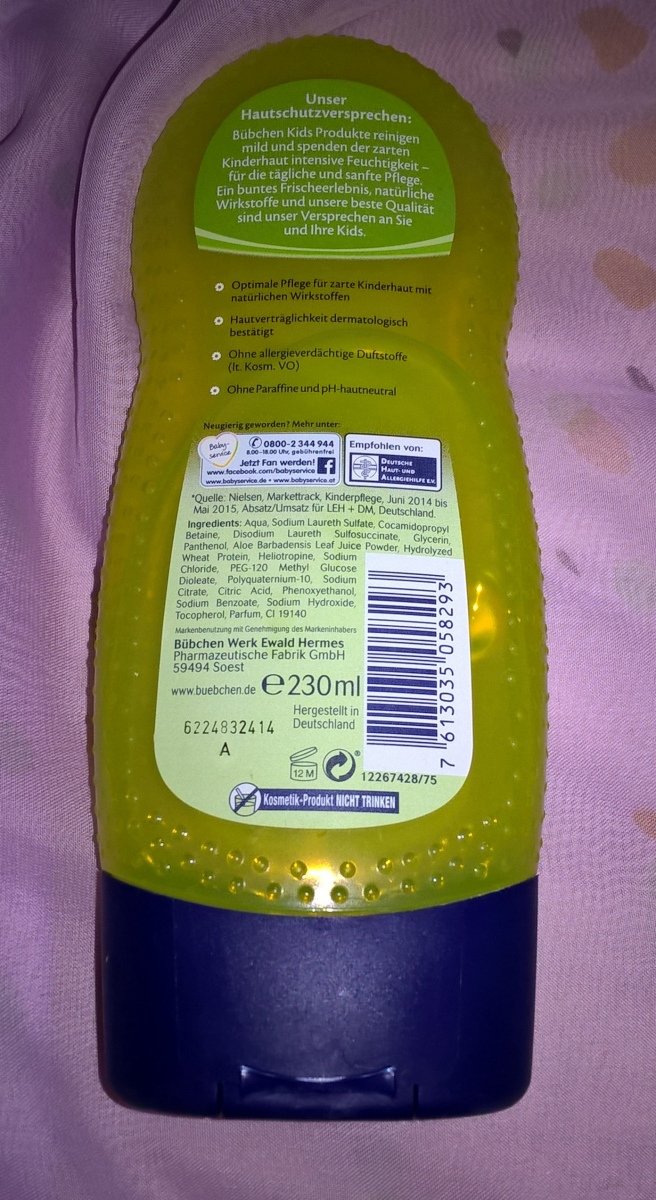 Unser
Hautschutzversprechen:
Bübchen Kids Produkte reinigen
mild und spenden der zarten
Kinderhaut intensive Feuchtigkeit –
für die tägliche und sanfte Pflege.
Ein buntes Frischeerlebnis, natürliche
Wirkstoffe und unsere beste Qualität
sind unser Versprechen an Sie
und Ihre Kids.
Optimale Pflege für zarte Kinderhaut mit
natürlichen Wirkstoffen
Hautverträglichkeit dermatologisch
bestätigt
Ohne allergieverdächtige Duftstoffe
(lt. Kosm. VO)
Ohne Paraffine und pH-hautneutral
Neugierig geworden? Mehr unter:
Baby-
service
0800-2 344 944
8.00–18.00 Uhr, gebührenfrei
Jetzt Fan werden!
www.facebook.com/babyservice
www.babyservice.de • www.babyservice.at
Empfohlen von:
DEUTSCHE
HAUT- UND
ALLERGIEHILFE E.V.
*Quelle: Nielsen, Markettrack, Kinderpflege, Juni 2014 bis
Mai 2015, Absatz/Umsatz für LEH + DM, Deutschland.
Ingredients: Aqua, Sodium Laureth Sulfate, Cocamidopropyl
Betaine, Disodium Laureth Sulfosuccinate, Glycerin,
Panthenol, Aloe Barbadensis Leaf Juice Powder, Hydrolyzed
Wheat Protein, Heliotropine, Sodium
Chloride, PEG-120 Methyl Glucose
Dioleate, Polyquaternium-10, Sodium
Citrate, Citric Acid, Phenoxyethanol,
Sodium Benzoate, Sodium Hydroxide,
Tocopherol, Parfum, CI 19140
Markenbenutzung mit Genehmigung des Markeninhabers
Bübchen Werk Ewald Hermes
Pharmazeutische Fabrik GmbH
59494 Soest
www.buebchen.de ℮230ml
Hergestellt in
Deutschland
6224832414
A
7 613035 058293
12 M
®
12267428/75
Kosmetik-Produkt NICHT TRINKEN